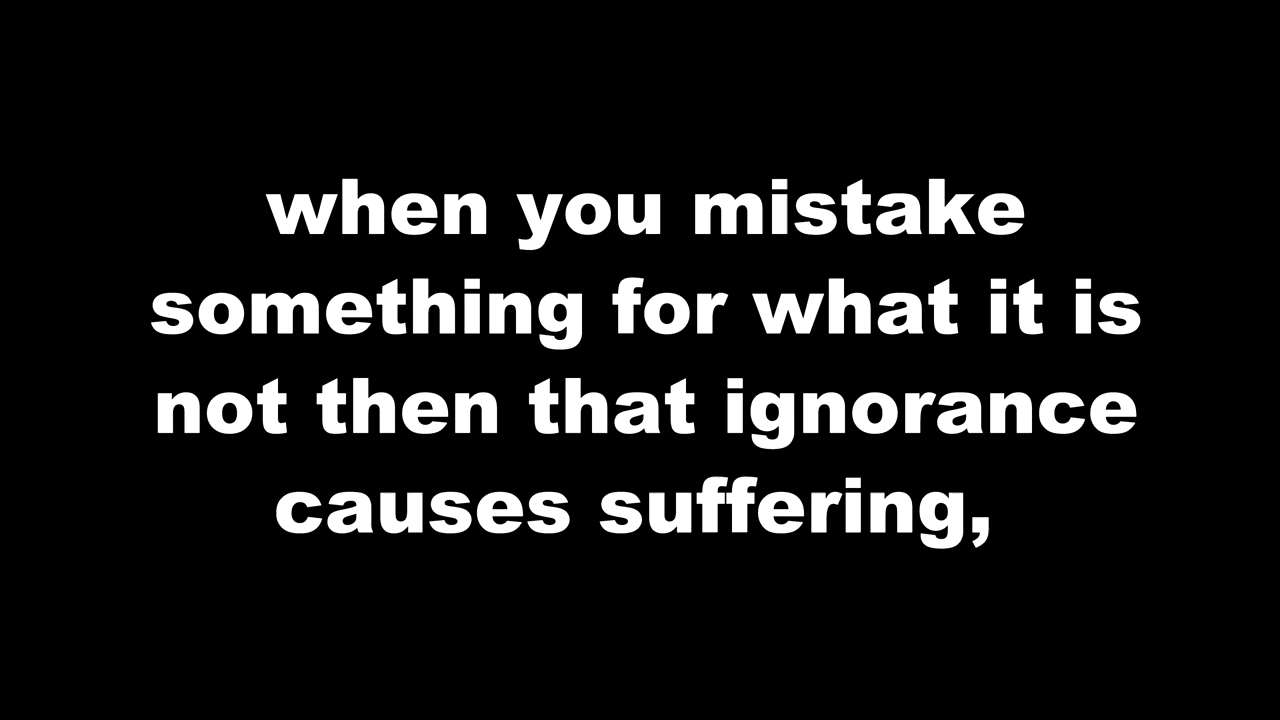 when you mistake
something for what it is
not then that ignorance
causes suffering,